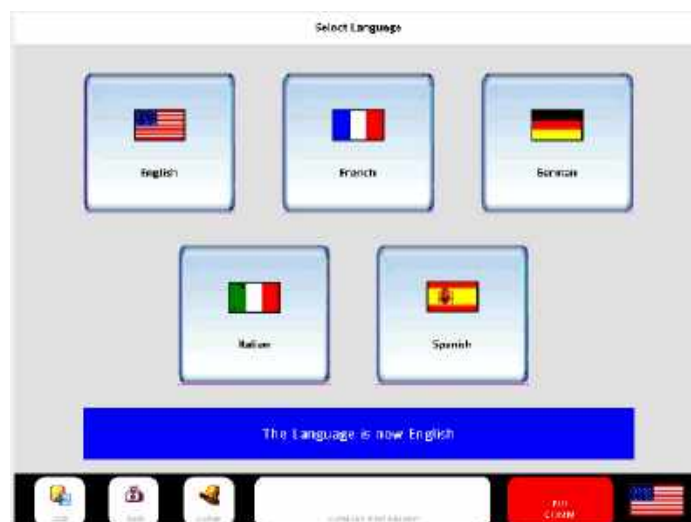 Select Language
English
French
German
Italian
Spanish
The Language is now English